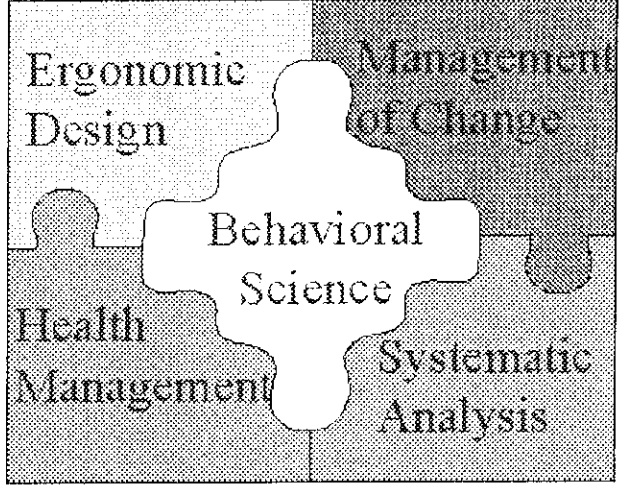 Ergonomic
Design
Management
of Change
Behavioral
Science
Health
Management
Systematic
Analysis